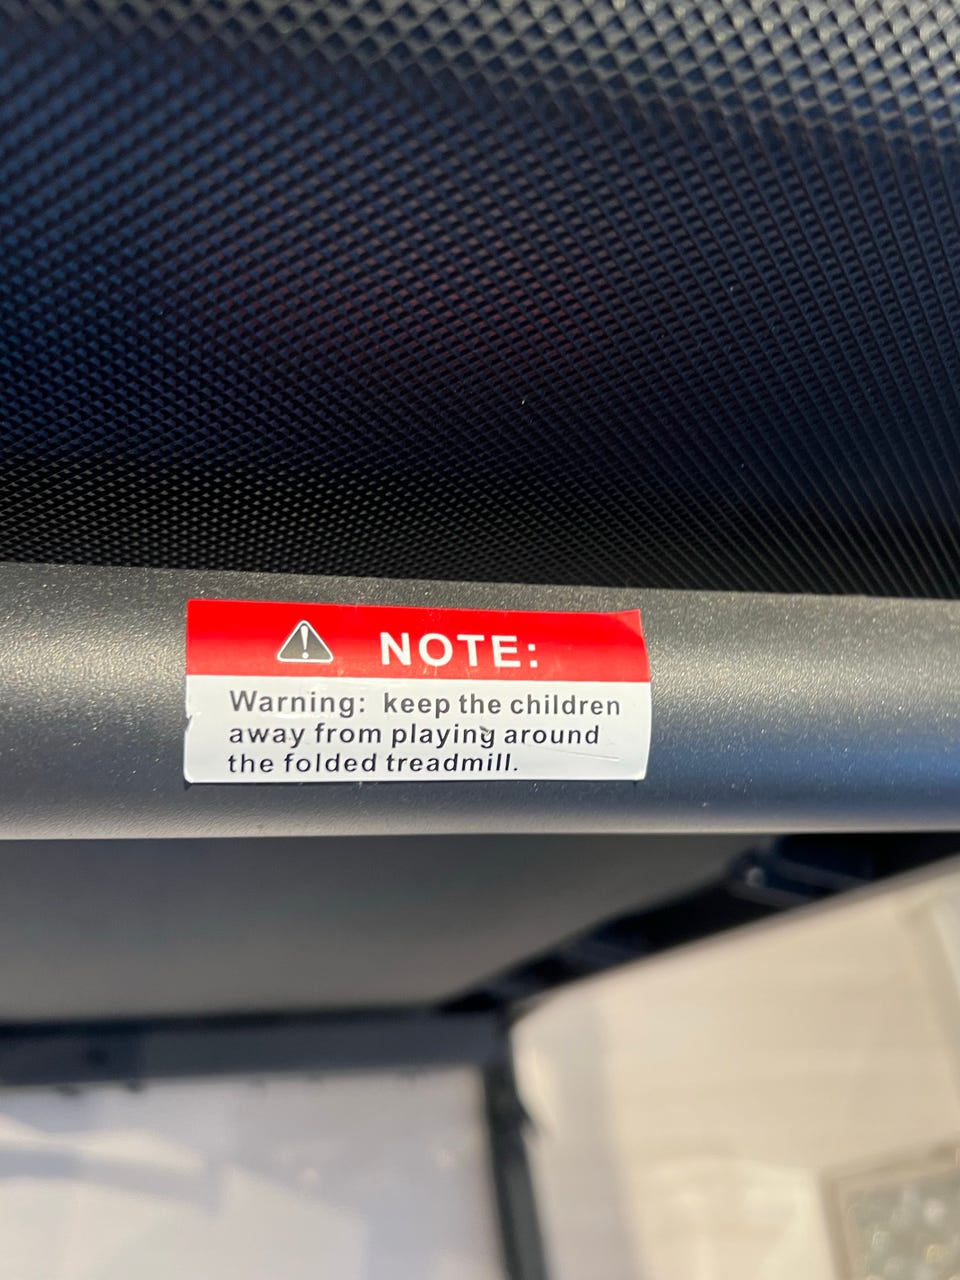 NOTE:
Warning: keep the children
away from playing around
the folded treadmill.